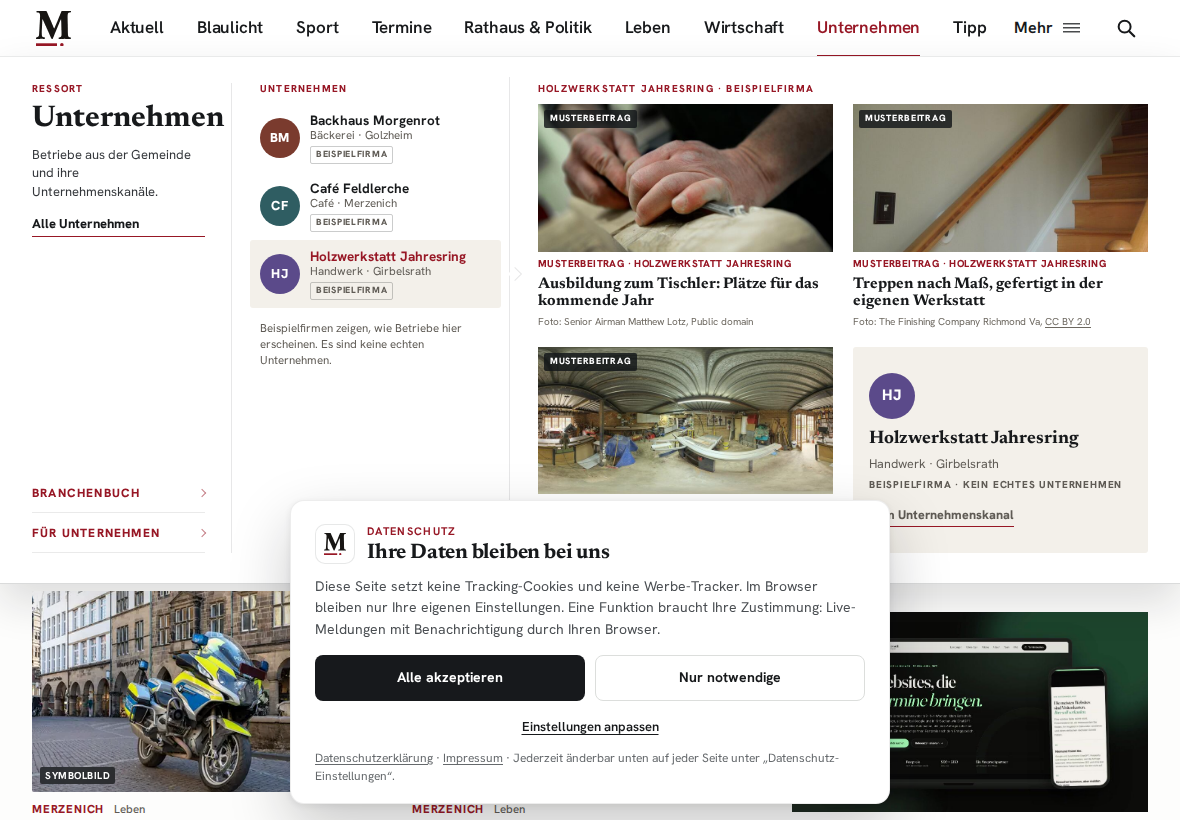 M
Aktuell Blaulicht Sport Termine Rathaus & Politik Leben Wirtschaft Unternehmen Tipp Mehr
RESSORT
Unternehmen
Betriebe aus der Gemeinde
und ihre
Unternehmenskanäle.
Alle Unternehmen
BRANCHENBUCH
FÜR UNTERNEHMEN
UNTERNEHMEN
BM
Backhaus Morgenrot
Bäckerei · Golzheim
BEISPIELFIRMA
CF
Café Feldlerche
Café · Merzenich
BEISPIELFIRMA
HJ
Holzwerkstatt Jahresring
Handwerk · Girbelsrath
BEISPIELFIRMA
Beispielfirmen zeigen, wie Betriebe hier
erscheinen. Es sind keine echten
Unternehmen.
HOLZWERKSTATT JAHRESRING · BEISPIELFIRMA
MUSTERBEITRAG
MUSTERBEITRAG · HOLZWERKSTATT JAHRESRING
Ausbildung zum Tischler: Plätze für das
kommende Jahr
Foto: Senior Airman Matthew Lotz, Public domain
MUSTERBEITRAG
MUSTERBEITRAG · HOLZWERKSTATT JAHRESRING
Treppen nach Maß, gefertigt in der
eigenen Werkstatt
Foto: The Finishing Company Richmond Va, CC BY 2.0
MUSTERBEITRAG
HJ
Holzwerkstatt Jahresring
Handwerk · Girbelsrath
BEISPIELFIRMA · KEIN ECHTES UNTERNEHMEN
Unternehmenskanal
M
DATENSCHUTZ
Ihre Daten bleiben bei uns
Diese Seite setzt keine Tracking-Cookies und keine Werbe-Tracker. Im Browser
bleiben nur Ihre eigenen Einstellungen. Eine Funktion braucht Ihre Zustimmung: Live-
Meldungen mit Benachrichtigung durch Ihren Browser.
Alle akzeptieren
Nur notwendige
Einstellungen anpassen
Datenschutzerklärung · Impressum · Jederzeit änderbar unten auf jeder Seite unter „Datenschutz-
Einstellungen“.
SYMBOLBILD
MERZENICH Leben
MERZENICH Leben